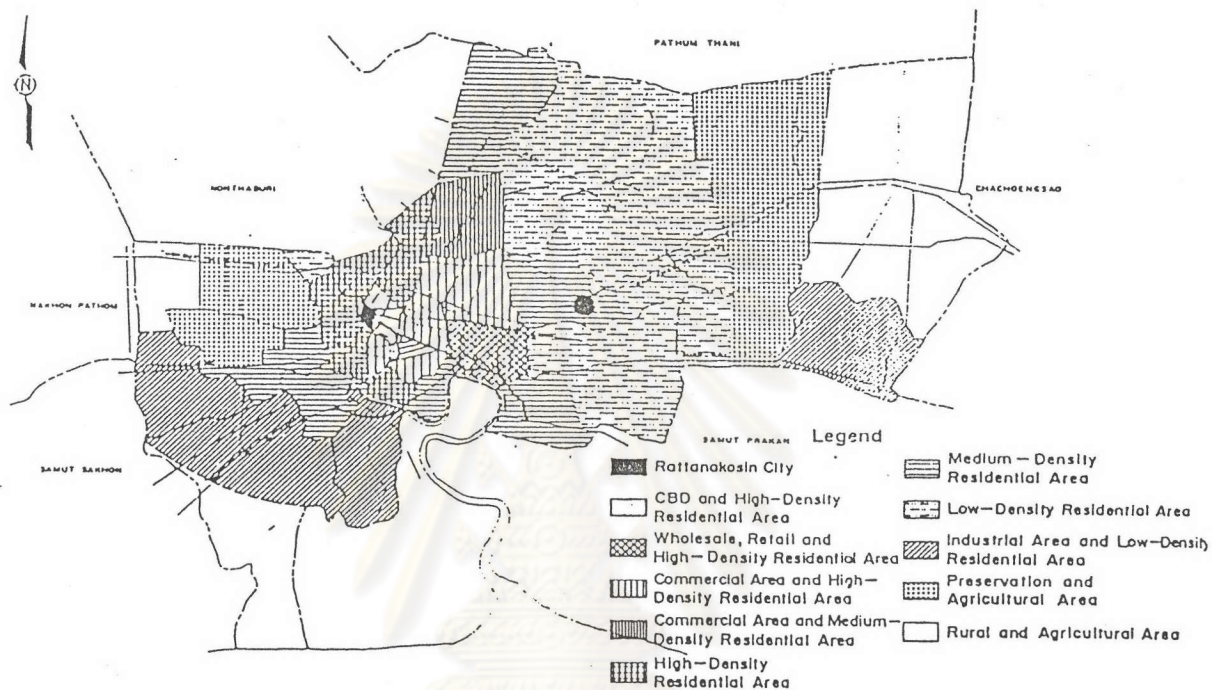 PATHUM THANI
N
NONTHABURI
CHACHOENGSAO
NAKHON PATHOM
SAMUT PRAKAN
SAMUT SAKHON
Legend
Rattanakosin City
CBD and High-Density
Residential Area
Wholesale, Retail and
High-Density Residential Area
Commercial Area and High-
Density Residential Area
Commercial Area and Medium-
Density Residential Area
High-Density
Residential Area
Medium-Density
Residential Area
Low-Density Residential Area
Industrial Area and Low-Density
Residential Area
Preservation and
Agricultural Area
Rural and Agricultural Area